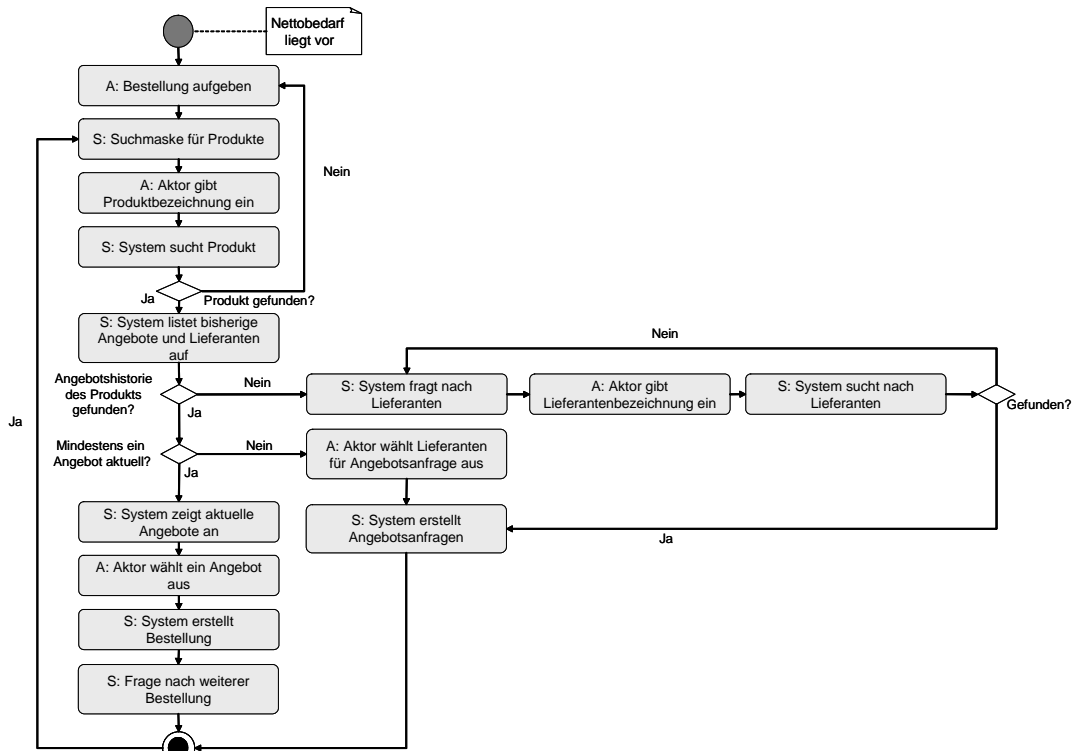 Nettobedarf
liegt vor
A: Bestellung aufgeben
S: Suchmaske für Produkte
Nein
A: Aktor gibt
Produktbezeichnung ein
S: System sucht Produkt
Ja
Produkt gefunden?
S: System listet bisherige
Angebote und Lieferanten
auf
Nein
Angebotshistorie
des Produkts
gefunden?
Nein
Ja
S: System fragt nach
Lieferanten
A: Aktor gibt
Lieferantenbezeichnung ein
S: System sucht nach
Lieferanten
Gefunden?
Ja
Mindestens ein
Angebot aktuell?
Nein
Ja
A: Aktor wählt Lieferanten
für Angebotsanfrage aus
S: System zeigt aktuelle
Angebote an
S: System erstellt
Angebotsanfragen
Ja
A: Aktor wählt ein Angebot
aus
S: System erstellt
Bestellung
S: Frage nach weiterer
Bestellung